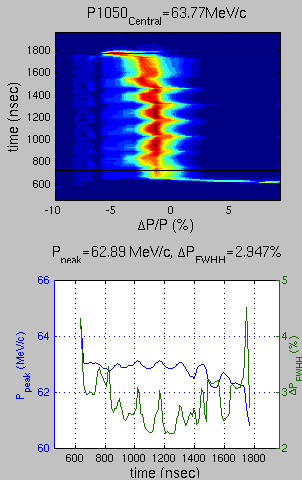 P1050Central=63.77MeV/c
1800
1600
1400
1200
1000
800
600
time (nsec)
-10 -5 0 5
ΔP/P (%)
Ppeak=62.89 MeV/c, ΔPFWHH=2.947%
66
64
62
60
Ppeak (MeV/c)
5
4
3
2
ΔPFWHH (%)
600 800 1000 1200 1400 1600 1800
time (nsec)